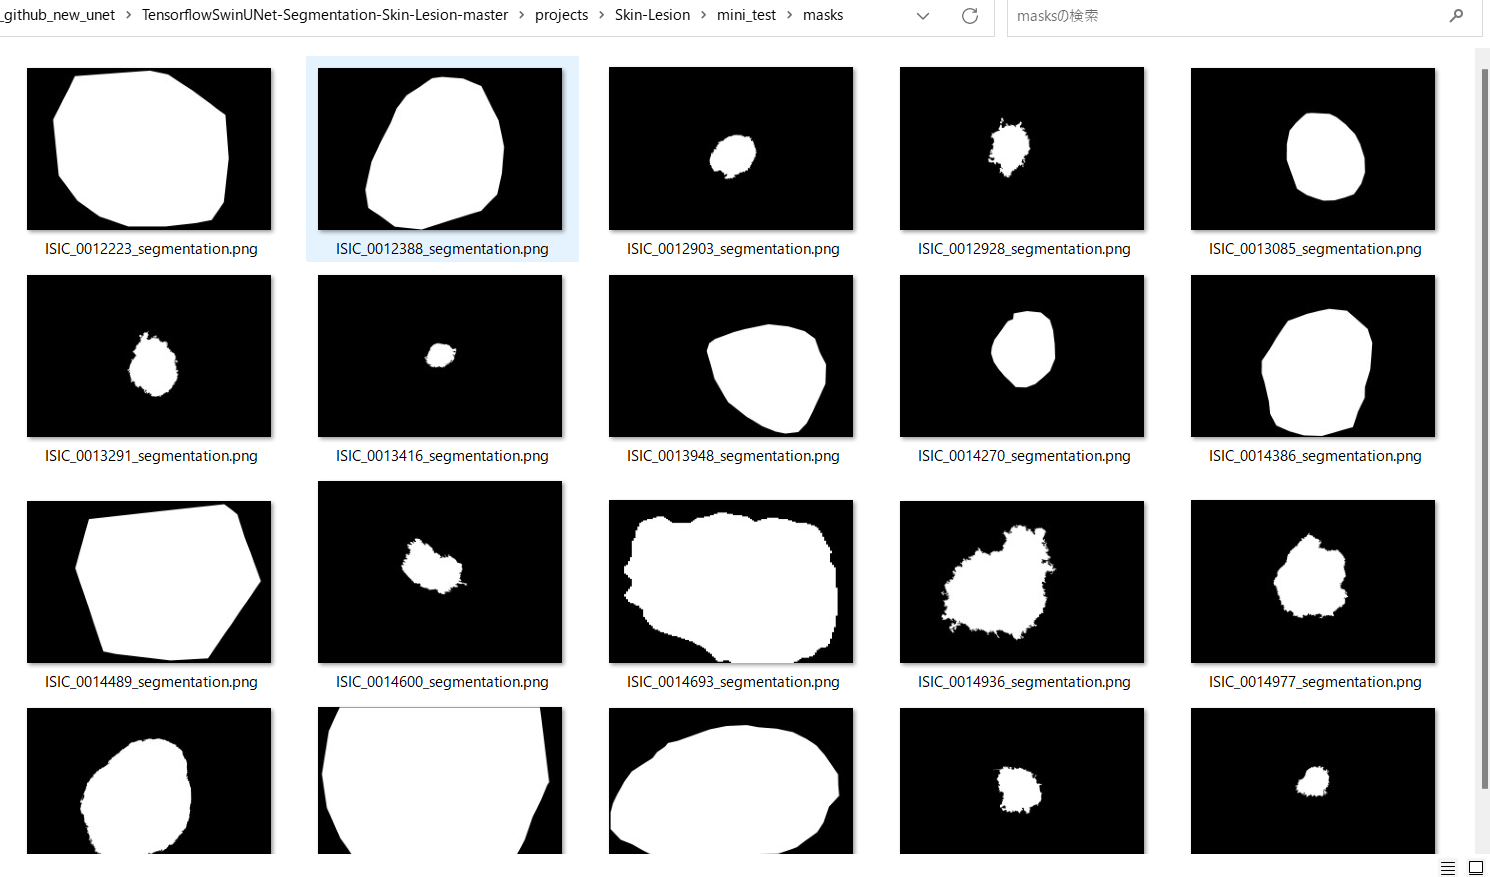 _github_new_unet > TensorflowSwinUNet-Segmentation-Skin-Lesion-master > projects > Skin-Lesion > mini_test > masks
masksの検索
ISIC_0012223_segmentation.png
ISIC_0012388_segmentation.png
ISIC_0012903_segmentation.png
ISIC_0012928_segmentation.png
ISIC_0013085_segmentation.png
ISIC_0013291_segmentation.png
ISIC_0013416_segmentation.png
ISIC_0013948_segmentation.png
ISIC_0014270_segmentation.png
ISIC_0014386_segmentation.png
ISIC_0014489_segmentation.png
ISIC_0014600_segmentation.png
ISIC_0014693_segmentation.png
ISIC_0014936_segmentation.png
ISIC_0014977_segmentation.png